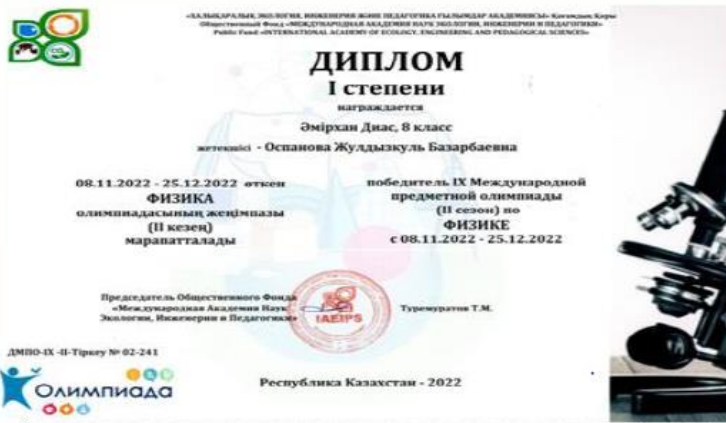 «ХАЛЫҚАРАЛЫҚ ЭКОЛОГИЯ, ИНЖЕНЕРИЯ ЖӘНЕ ПЕДАГОГИКА ҒЫЛЫМДАР АКАДЕМИЯСЫ» Қоғамдық Қоры
Общественный Фонд «МЕЖДУНАРОДНАЯ АКАДЕМИЯ НАУК ЭКОЛОГИИ, ИНЖЕНЕРИИ И ПЕДАГОГИКИ»
Public Fund «INTERNATIONAL ACADEMY OF ECOLOGY, ENGINEERING AND PEDAGOGICAL SCIENCES»
ДИПЛОМ
I степени
награждается
Әмірхан Диас, 8 класс
жетекшісі - Оспанова Жулдызкуль Базарбаевна
08.11.2022 - 25.12.2022 өткен
ФИЗИКА
олимпиадасының жеңімпазы
(II кезең)
марапатталады
победитель IX Международной
предметной олимпиады
(II сезон) по
ФИЗИКЕ
с 08.11.2022 - 25.12.2022
Председатель Общественного Фонда
«Международная Академия Наук
Экологии, Инженерии и Педагогики»
IAEEPS
Туремуратов Т.М.
ДМПО-IX -II-Тіркеу № 02-241
Олимпиада
Республика Казахстан - 2022